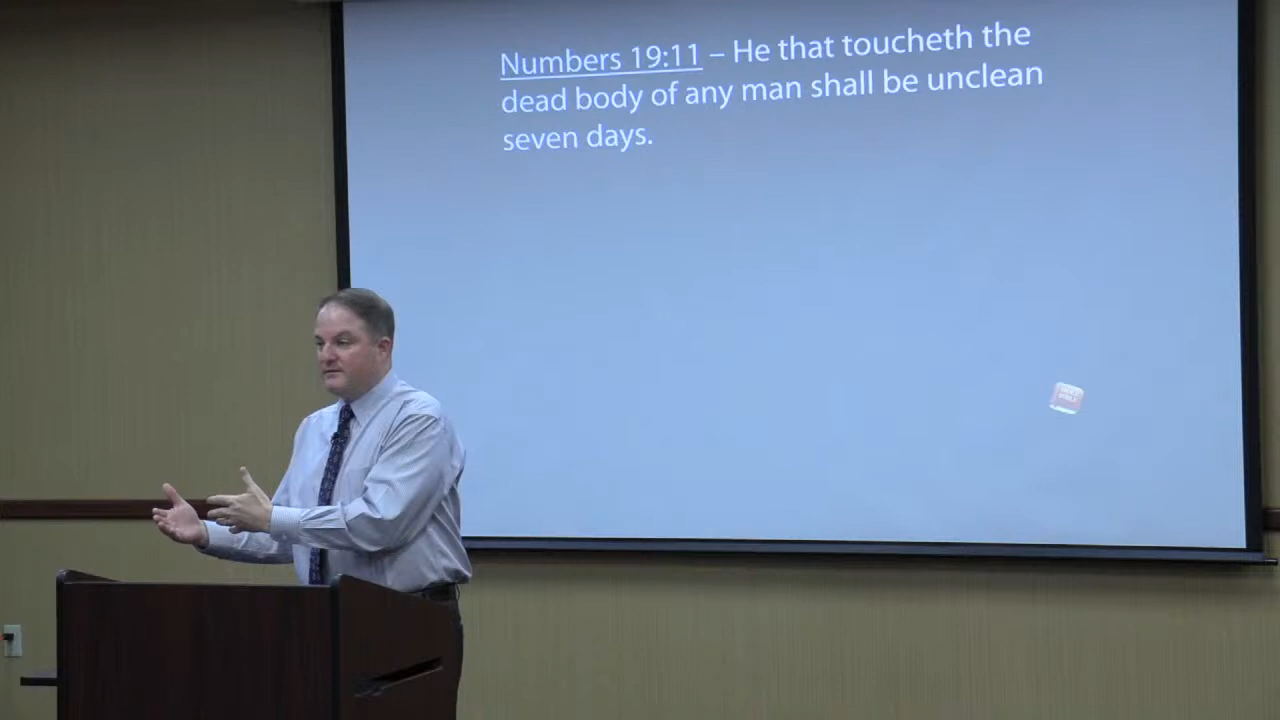 Numbers 19:11 – He that toucheth the
dead body of any man shall be unclean
seven days.